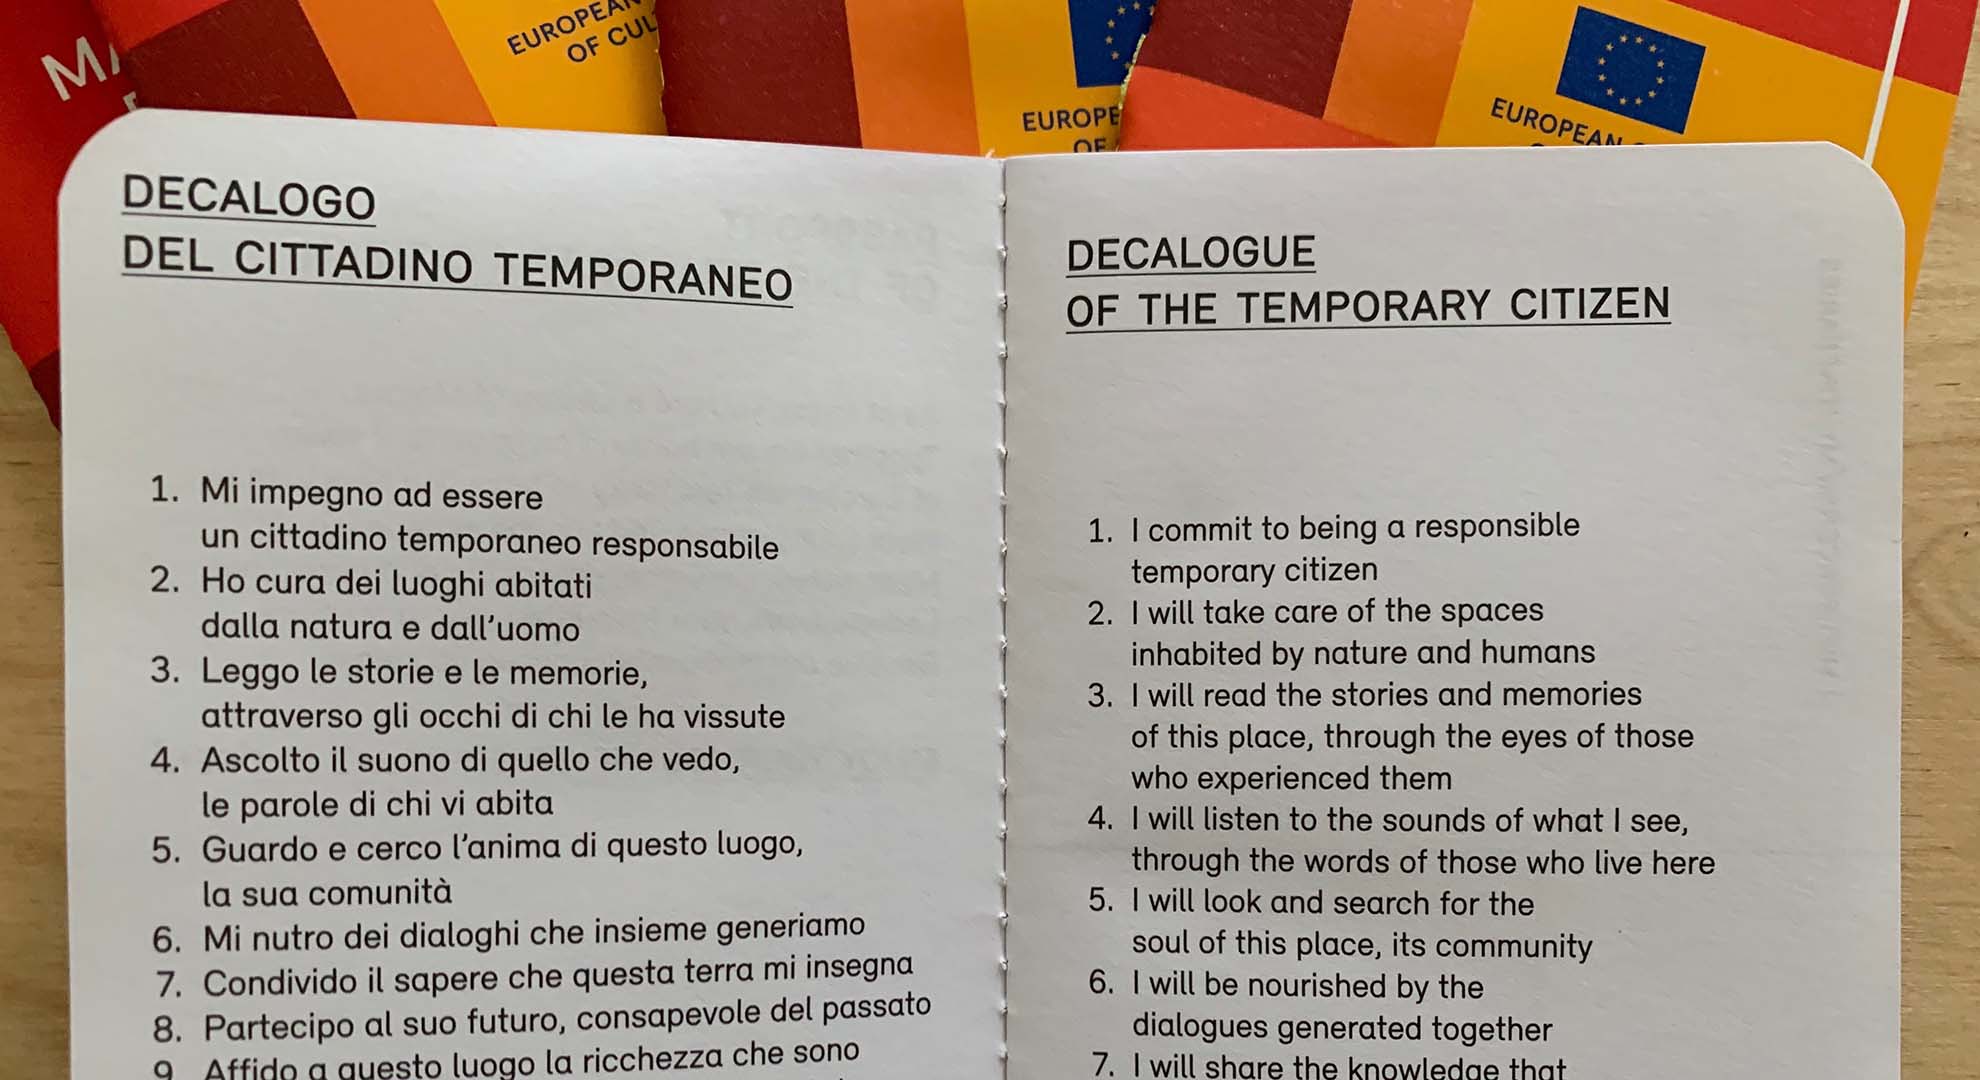 EUROPEAN
OF CUL
EUROPE
OF
EUROPEAN
DECALOGO
DEL CITTADINO TEMPORANEO
1. Mi impegno ad essere
un cittadino temporaneo responsabile
2. Ho cura dei luoghi abitati
dalla natura e dall'uomo
3. Leggo le storie e le memorie,
attraverso gli occhi di chi le ha vissute
4. Ascolto il suono di quello che vedo,
le parole di chi vi abita
5. Guardo e cerco l'anima di questo luogo,
la sua comunità
6. Mi nutro dei dialoghi che insieme generiamo
7. Condivido il sapere che questa terra mi insegna
8. Partecipo al suo futuro, consapevole del passato
9 Affido a questo luogo la ricchezza che sono
DECALOGUE
OF THE TEMPORARY CITIZEN
1. I commit to being a responsible
temporary citizen
2. I will take care of the spaces
inhabited by nature and humans
3. I will read the stories and memories
of this place, through the eyes of those
who experienced them
4. I will listen to the sounds of what I see,
through the words of those who live here
5. I will look and search for the
soul of this place, its community
6. I will be nourished by the
dialogues generated together
7. I will share the knowledge that